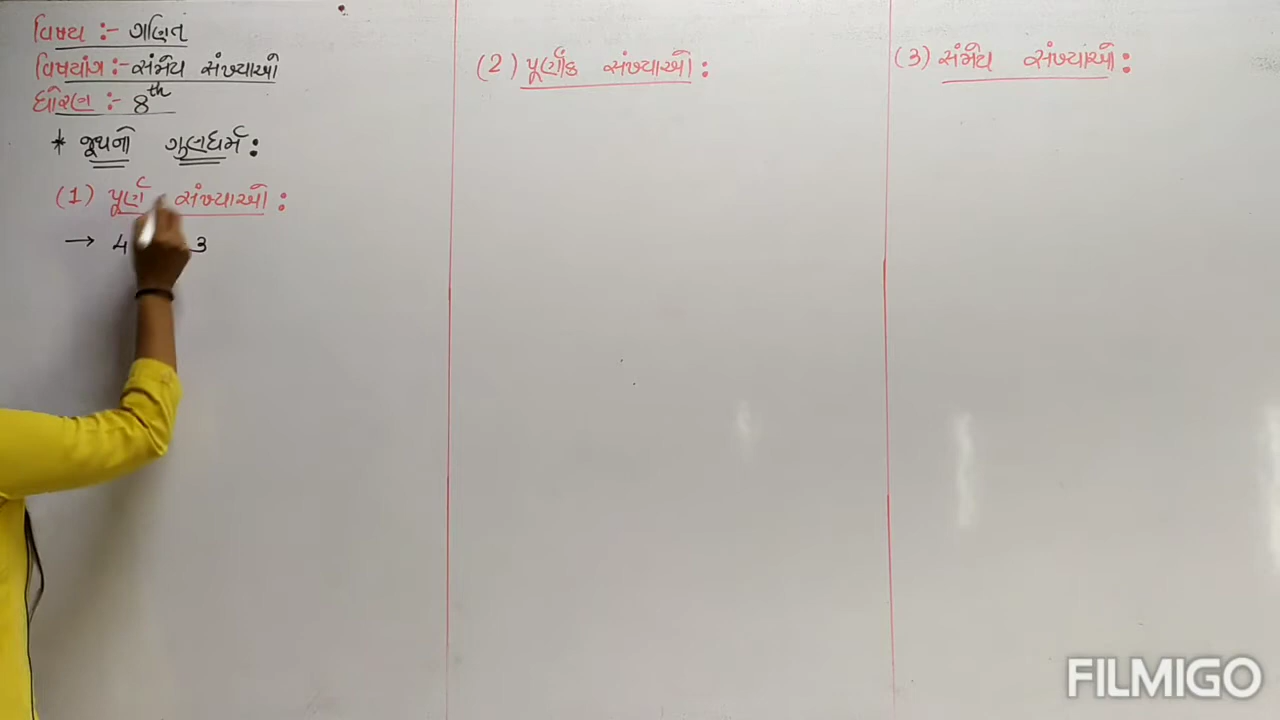 વિષય :- ગણિત
વિષયાંગ :- સંમેય સંખ્યાઓ
ધોરણ :- 8th
* જૂથનો ગુણધર્મ :
(1) પૂર્ણ સંખ્યાઓ :
→ 4 3
(2) પૂર્ણાંક સંખ્યાઓ :
(3) સંમેય સંખ્યાઓ :
FILMIGO